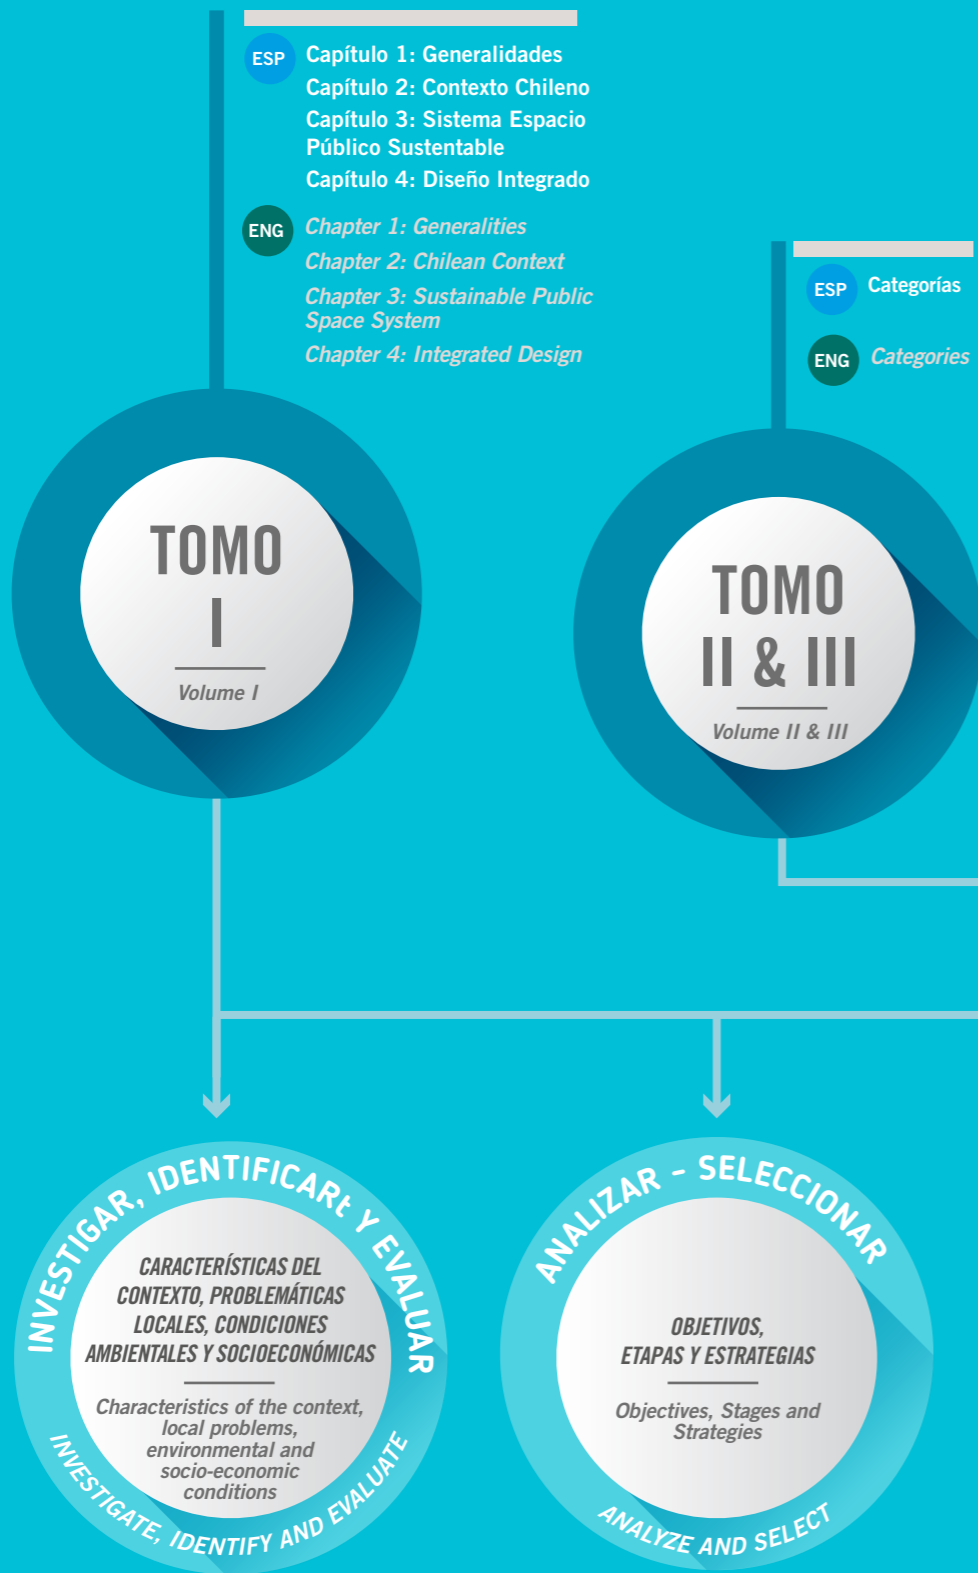 ESP
Capítulo 1: Generalidades
Capítulo 2: Contexto Chileno
Capítulo 3: Sistema Espacio
Público Sustentable
Capítulo 4: Diseño Integrado
ENG
Chapter 1: Generalities
Chapter 2: Chilean Context
Chapter 3: Sustainable Public
Space System
Chapter 4: Integrated Design
ESP
Categorías
ENG
Categories
TOMO
I
Volume I
TOMO
II & III
Volume II & III
INVESTIGAR, IDENTIFICARt Y EVALUAR
CARACTERÍSTICAS DEL
CONTEXTO, PROBLEMÁTICAS
LOCALES, CONDICIONES
AMBIENTALES Y SOCIOECONÓMICAS
Characteristics of the context,
local problems,
environmental and
socio-economic
conditions
INVESTIGATE, IDENTIFY AND EVALUATE
ANALIZAR - SELECCIONAR
OBJETIVOS,
ETAPAS Y ESTRATEGIAS
Objectives, Stages and
Strategies
ANALYZE AND SELECT